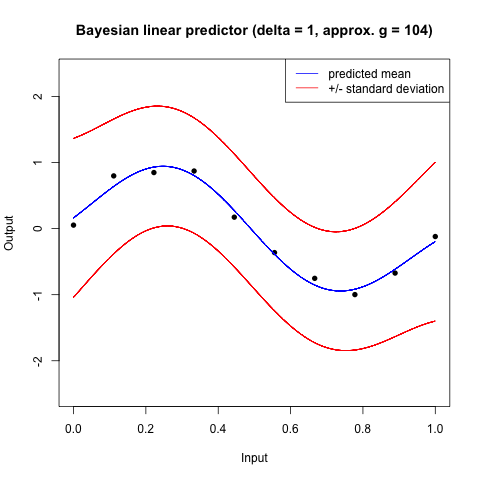 Bayesian linear predictor (delta = 1, approx. g = 104)
predicted mean
+/- standard deviation
Output
2
1
0
-1
-2
0.0 0.2 0.4 0.6 0.8 1.0
Input